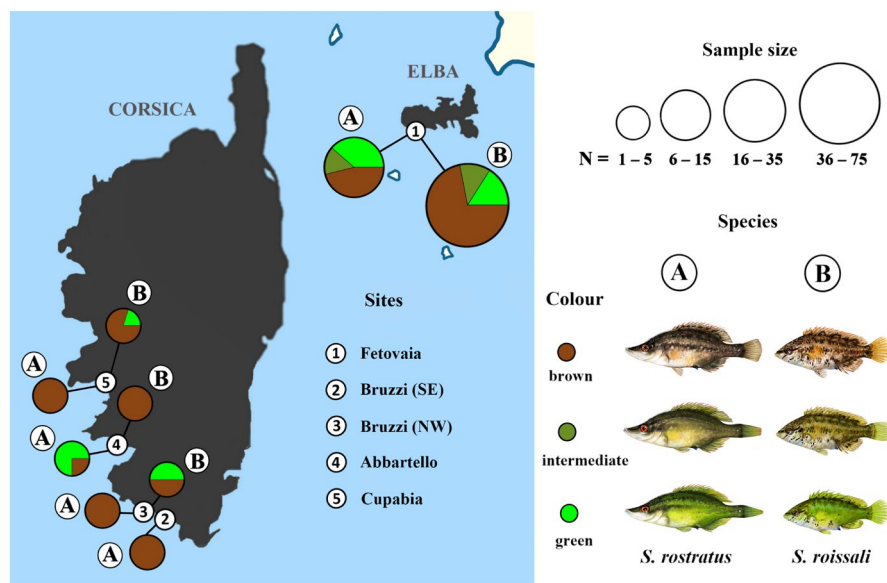 CORSICA
ELBA
A
1
B
B
A
5
B
A
4
B
A
3
2
A
Sites
1 Fetovaia
2 Bruzzi (SE)
3 Bruzzi (NW)
4 Abbartello
5 Cupabia
Sample size
N = 1 – 5 6 – 15 16 – 35 36 – 75
Species
A B
Colour
brown
intermediate
green
S. rostratus S. roissali